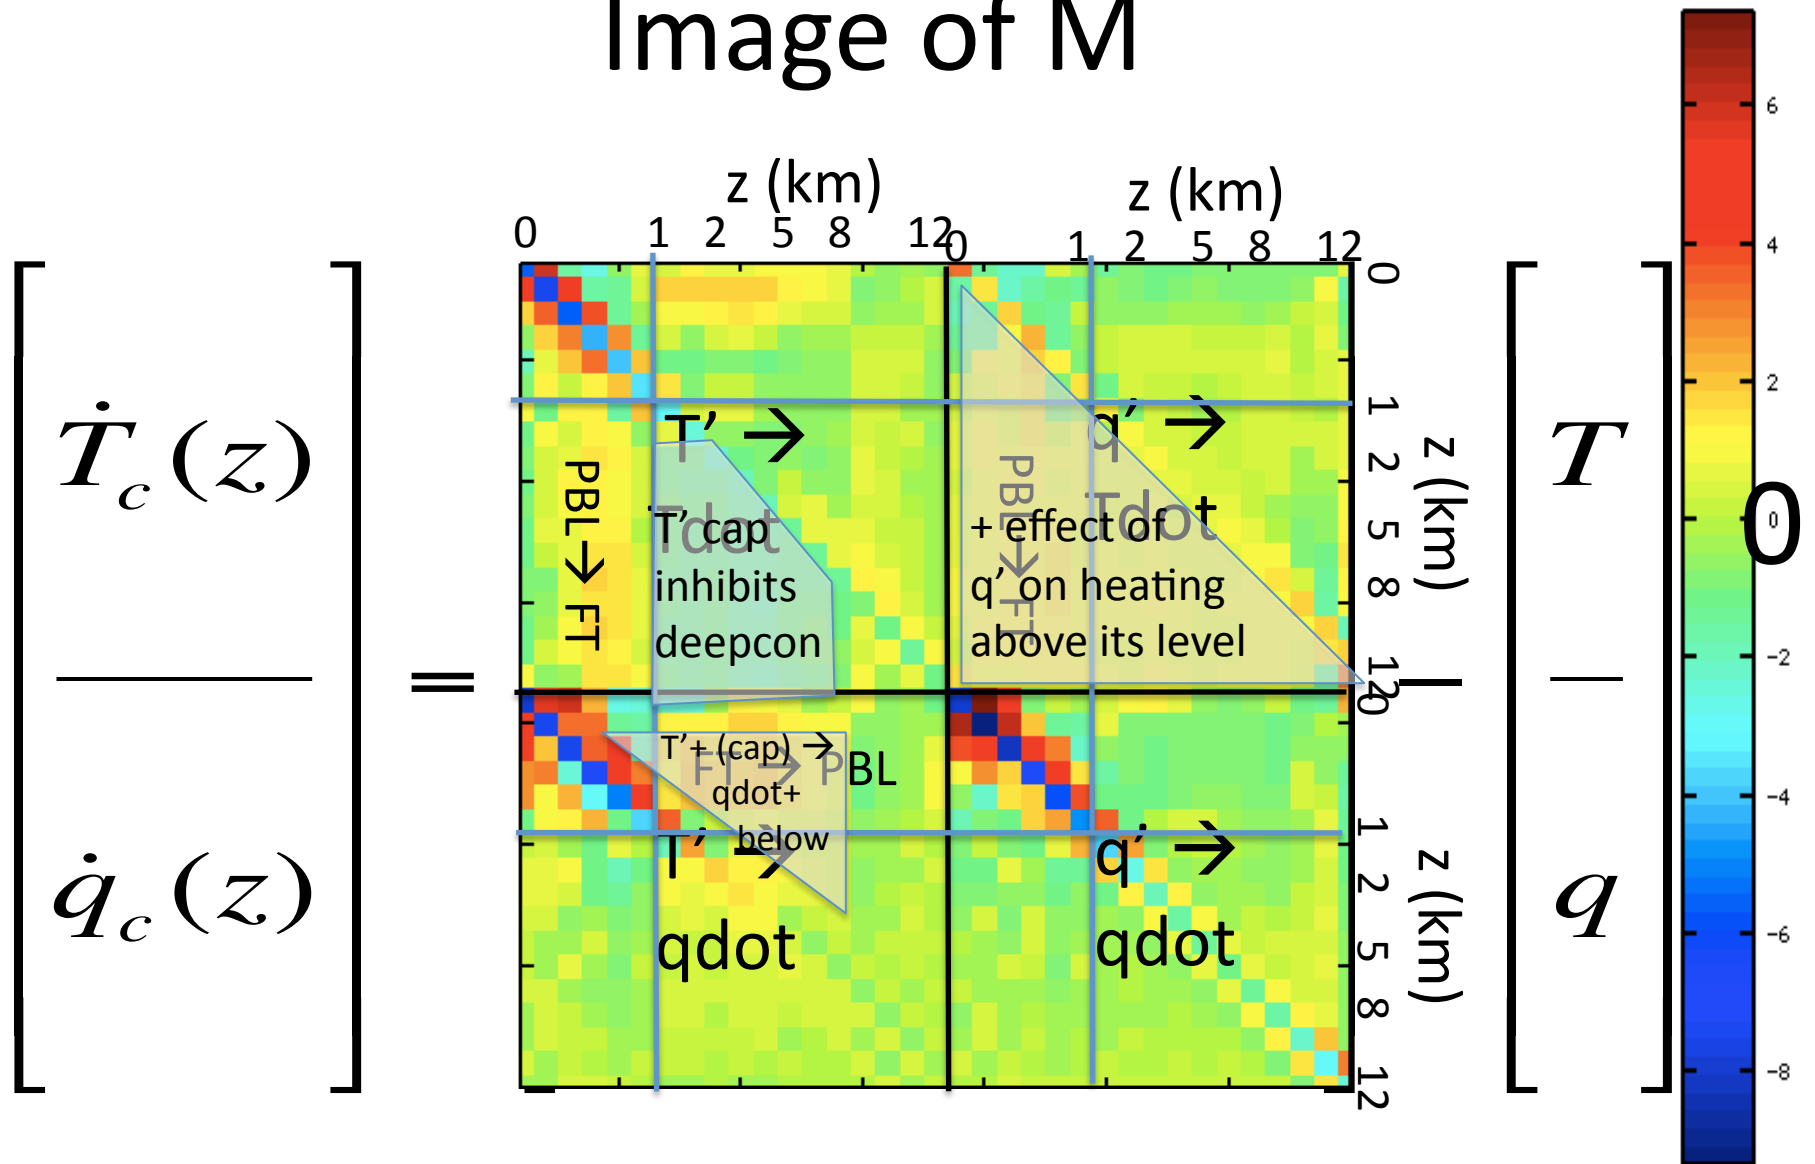 Image of M
z (km)
z (km)
0 1 2 5 8 12
0 1 2 5 8 12
Ṫc(z)
q̇c(z)
=
T' →
Tdot
PBL → FT
T' cap
inhibits
deepcon
q' →
Tdot
PBL → FT
+ effect of
q' on heating
above its level
T'+ (cap) →
qdot+
below
FT → PBL
T' →
qdot
q' →
qdot
0
1
2
5
8
12
z (km)
0
1
2
5
8
12
z (km)
T
q
6
4
2
0
0
-2
-4
-6
-8